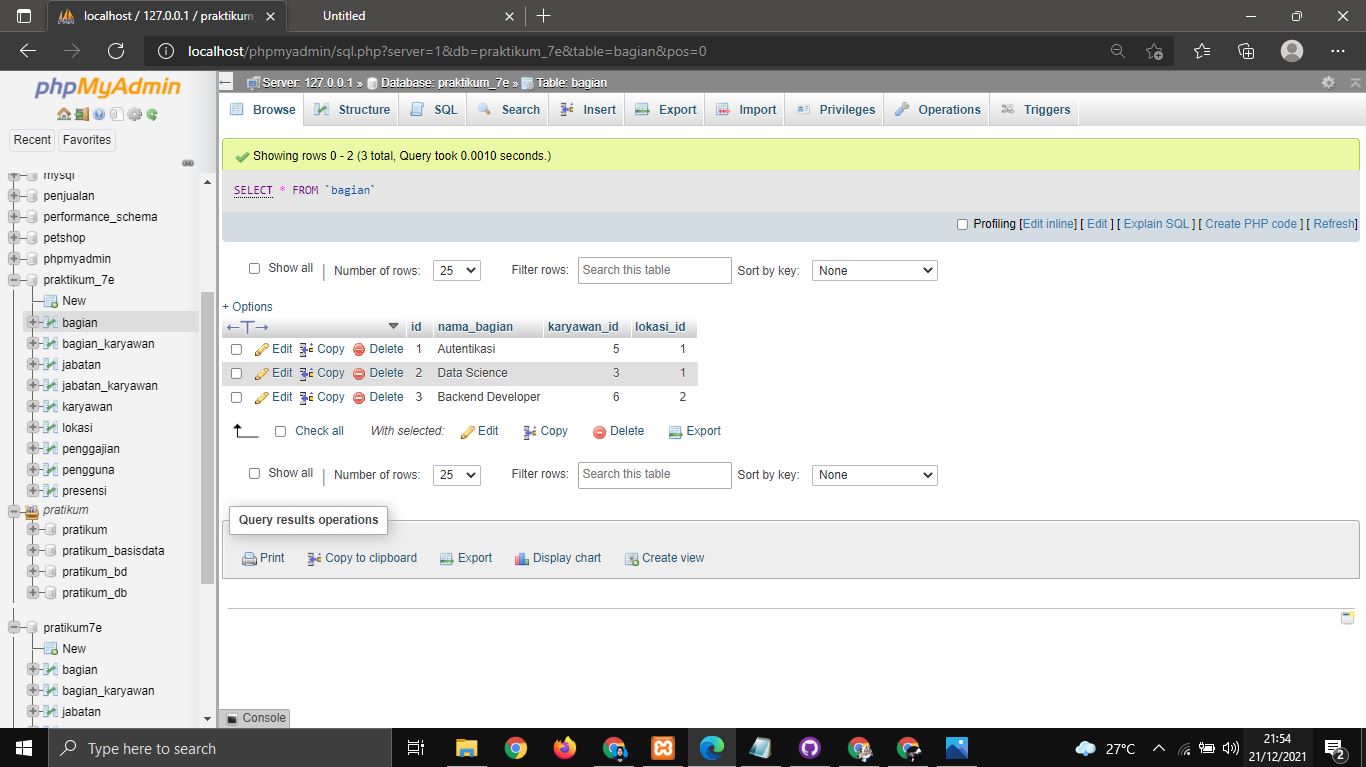 localhost / 127.0.0.1 / praktikum_
Untitled
localhost/phpmyadmin/sql.php?server=1&db=praktikum_7e&table=bagian&pos=0
phpMyAdmin
Recent Favorites
mysql
penjualan
performance_schema
petshop
phpmyadmin
praktikum_7e
New
bagian
bagian_karyawan
jabatan
jabatan_karyawan
karyawan
lokasi
penggajian
pengguna
presensi
pratikum
pratikum
pratikum_basisdata
pratikum_bd
pratikum_db
pratikum7e
New
bagian
bagian_karyawan
jabatan
Server: 127.0.0.1 » Database: praktikum_7e » Table: bagian
Browse Structure SQL Search Insert Export Import Privileges Operations Triggers
Showing rows 0 - 2 (3 total, Query took 0.0010 seconds.)
SELECT * FROM `bagian`
Profiling [Edit inline] [ Edit ] [ Explain SQL ] [ Create PHP code ] [ Refresh]
Show all | Number of rows: 25 Filter rows: Search this table Sort by key: None
+ Options
←T→ id nama_bagian karyawan_id lokasi_id
Edit Copy Delete 1 Autentikasi 5 1
Edit Copy Delete 2 Data Science 3 1
Edit Copy Delete 3 Backend Developer 6 2
Check all With selected: Edit Copy Delete Export
Show all | Number of rows: 25 Filter rows: Search this table Sort by key: None
Query results operations
Print Copy to clipboard Export Display chart Create view
Console
Type here to search
27°C
21:54
21/12/2021
2